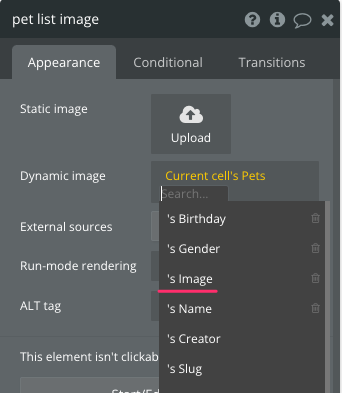 pet list image
Appearance
Conditional
Transitions
Static image
Upload
Dynamic image
Current cell's Pets
Search...
External sources
Run-mode rendering
ALT tag
's Birthday
's Gender
's Image
's Name
's Creator
's Slug
This element isn't clickab
Start/Ed